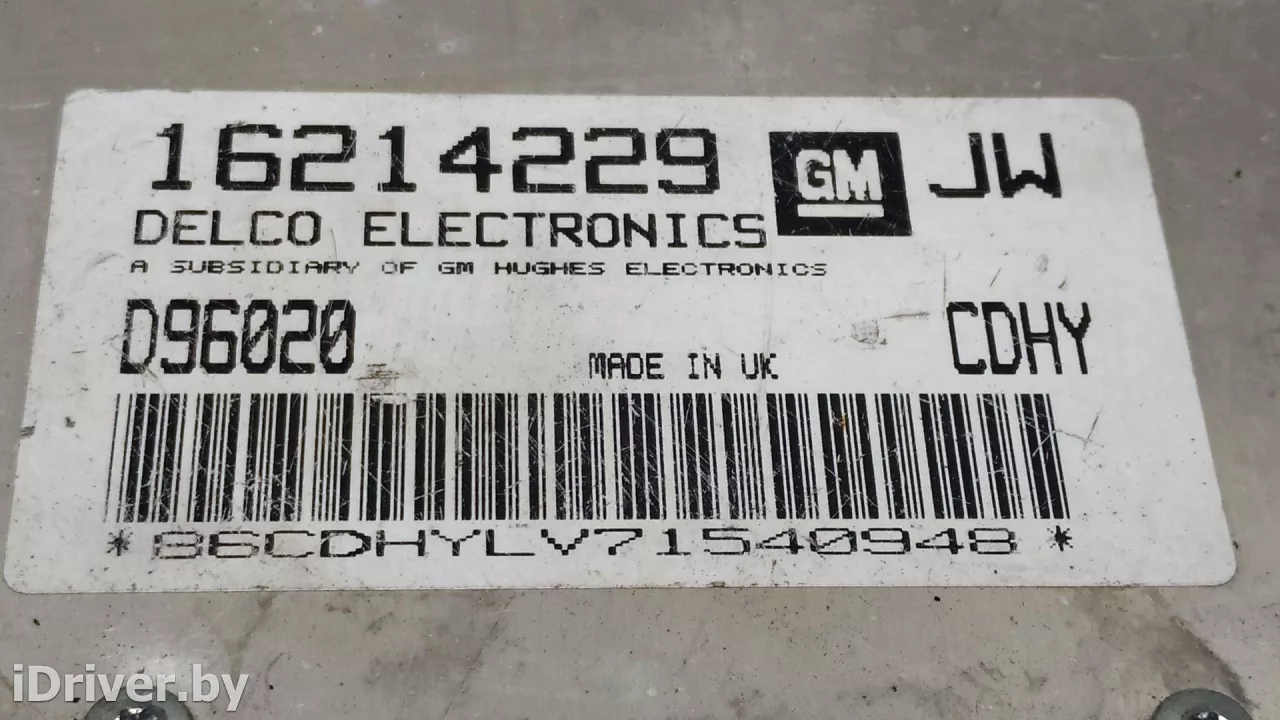 16214229 GM JW
DELCO ELECTRONICS
A SUBSIDIARY OF GM HUGHES ELECTRONICS
D96020 MADE IN UK CDHY
*86CDHYLV71540948*
iDriver.by